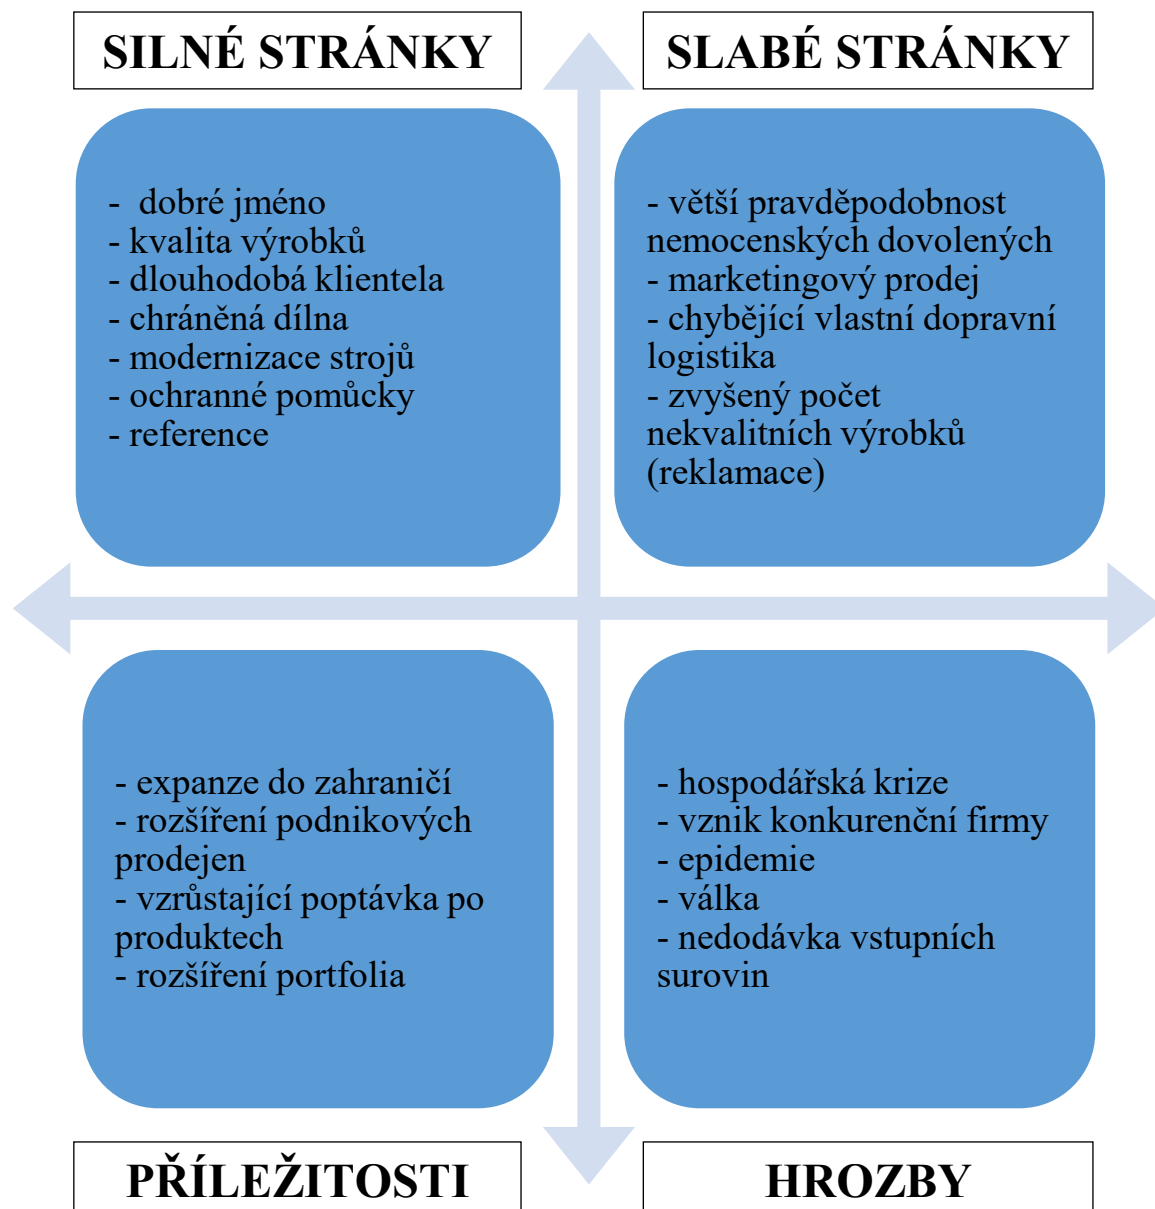 SILNÉ STRÁNKY
- dobré jméno
- kvalita výrobků
- dlouhodobá klientela
- chráněná dílna
- modernizace strojů
- ochranné pomůcky
- reference
SLABÉ STRÁNKY
- větší pravděpodobnost
nemocenských dovolených
- marketingový prodej
- chybějící vlastní dopravní
logistika
- zvyšený počet
nekvalitních výrobků
(reklamace)
- expanze do zahraničí
- rozšíření podnikových
prodejen
- vzrůstající poptávka po
produktech
- rozšíření portfolia
PŘÍLEŽITOSTI
- hospodářská krize
- vznik konkurenční firmy
- epidemie
- válka
- nedodávka vstupních
surovin
HROZBY